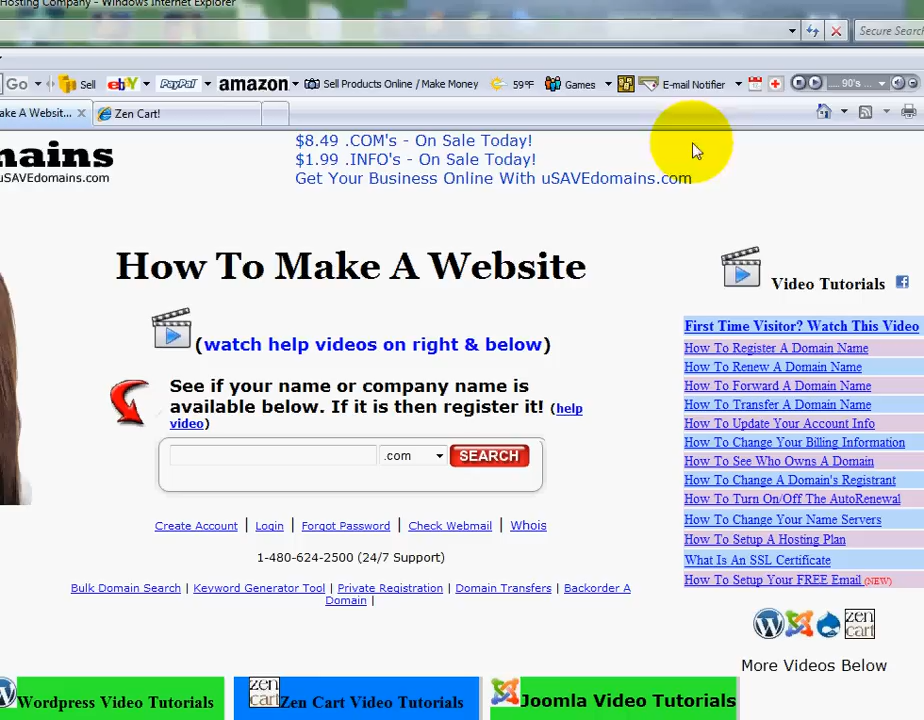 Hosting Company - Windows Internet Explorer
Secure Search
Go Sell ebY PayPal amazon Sell Products Online / Make Money 59°F Games E-mail Notifier 90's...
ake A Websit... Zen Cart!
mains
uSAVEdomains.com
$8.49 .COM's - On Sale Today!
$1.99 .INFO's - On Sale Today!
Get Your Business Online With uSAVEdomains.com
How To Make A Website
(watch help videos on right & below)
See if your name or company name is
available below. If it is then register it! (help
video)
.com SEARCH
Create Account | Login | Forgot Password | Check Webmail | Whois
1-480-624-2500 (24/7 Support)
Bulk Domain Search | Keyword Generator Tool | Private Registration | Domain Transfers | Backorder A
Domain |
Video Tutorials
First Time Visitor? Watch This Video
How To Register A Domain Name
How To Renew A Domain Name
How To Forward A Domain Name
How To Transfer A Domain Name
How To Update Your Account Info
How To Change Your Billing Information
How To See Who Owns A Domain
How To Change A Domain's Registrant
How To Turn On/Off The AutoRenewal
How To Change Your Name Servers
How To Setup A Hosting Plan
What Is An SSL Certificate
How To Setup Your FREE Email (NEW)
zen cart
More Videos Below
Wordpress Video Tutorials
zen cart Zen Cart Video Tutorials
Joomla Video Tutorials